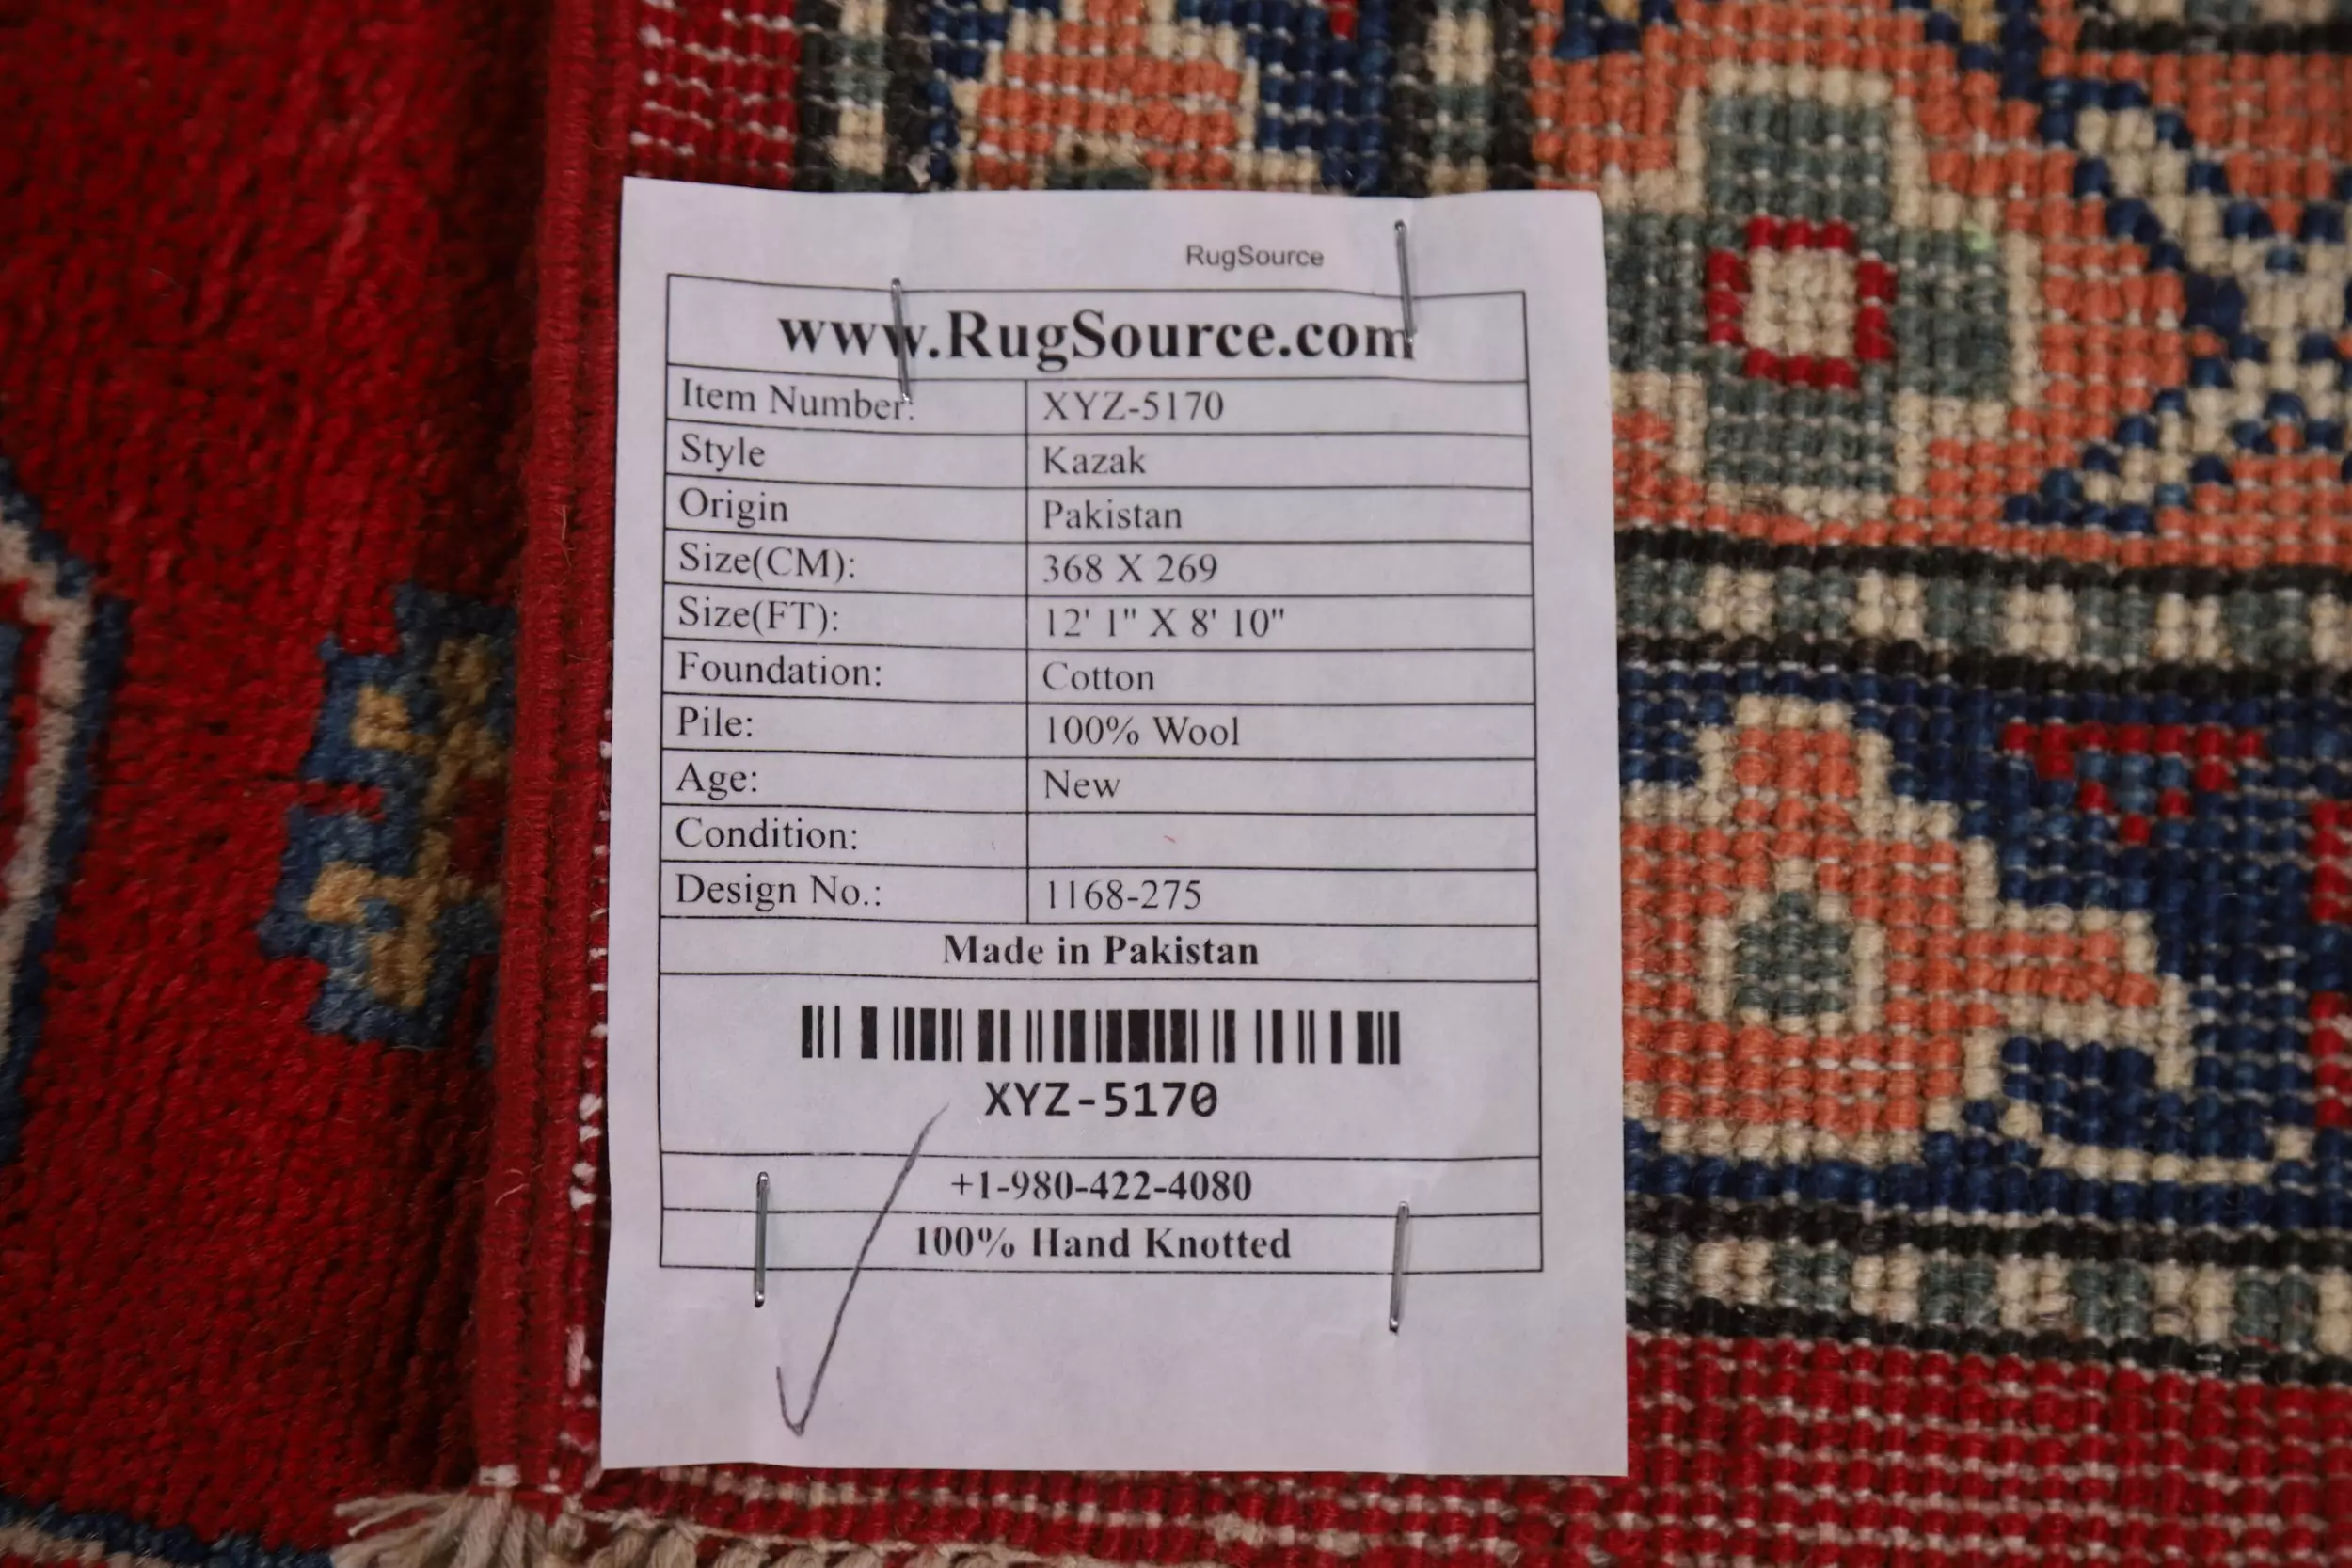 RugSource
www.RugSource.com
Item Number: XYZ-5170
Style Kazak
Origin Pakistan
Size(CM): 368 X 269
Size(FT): 12' 1" X 8' 10"
Foundation: Cotton
Pile: 100% Wool
Age: New
Condition:
Design No.: 1168-275
Made in Pakistan
XYZ-5170
+1-980-422-4080
100% Hand Knotted